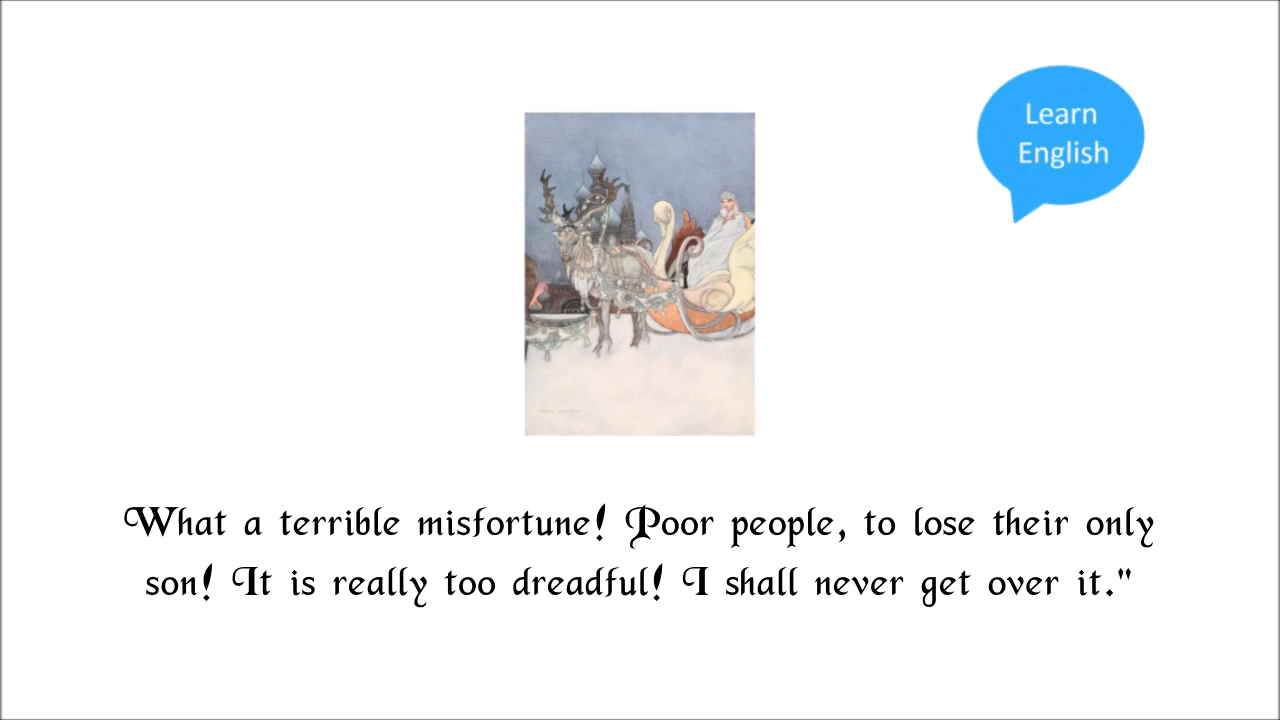 Learn
English
What a terrible misfortune! Poor people, to lose their only
son! It is really too dreadful! I shall never get over it."